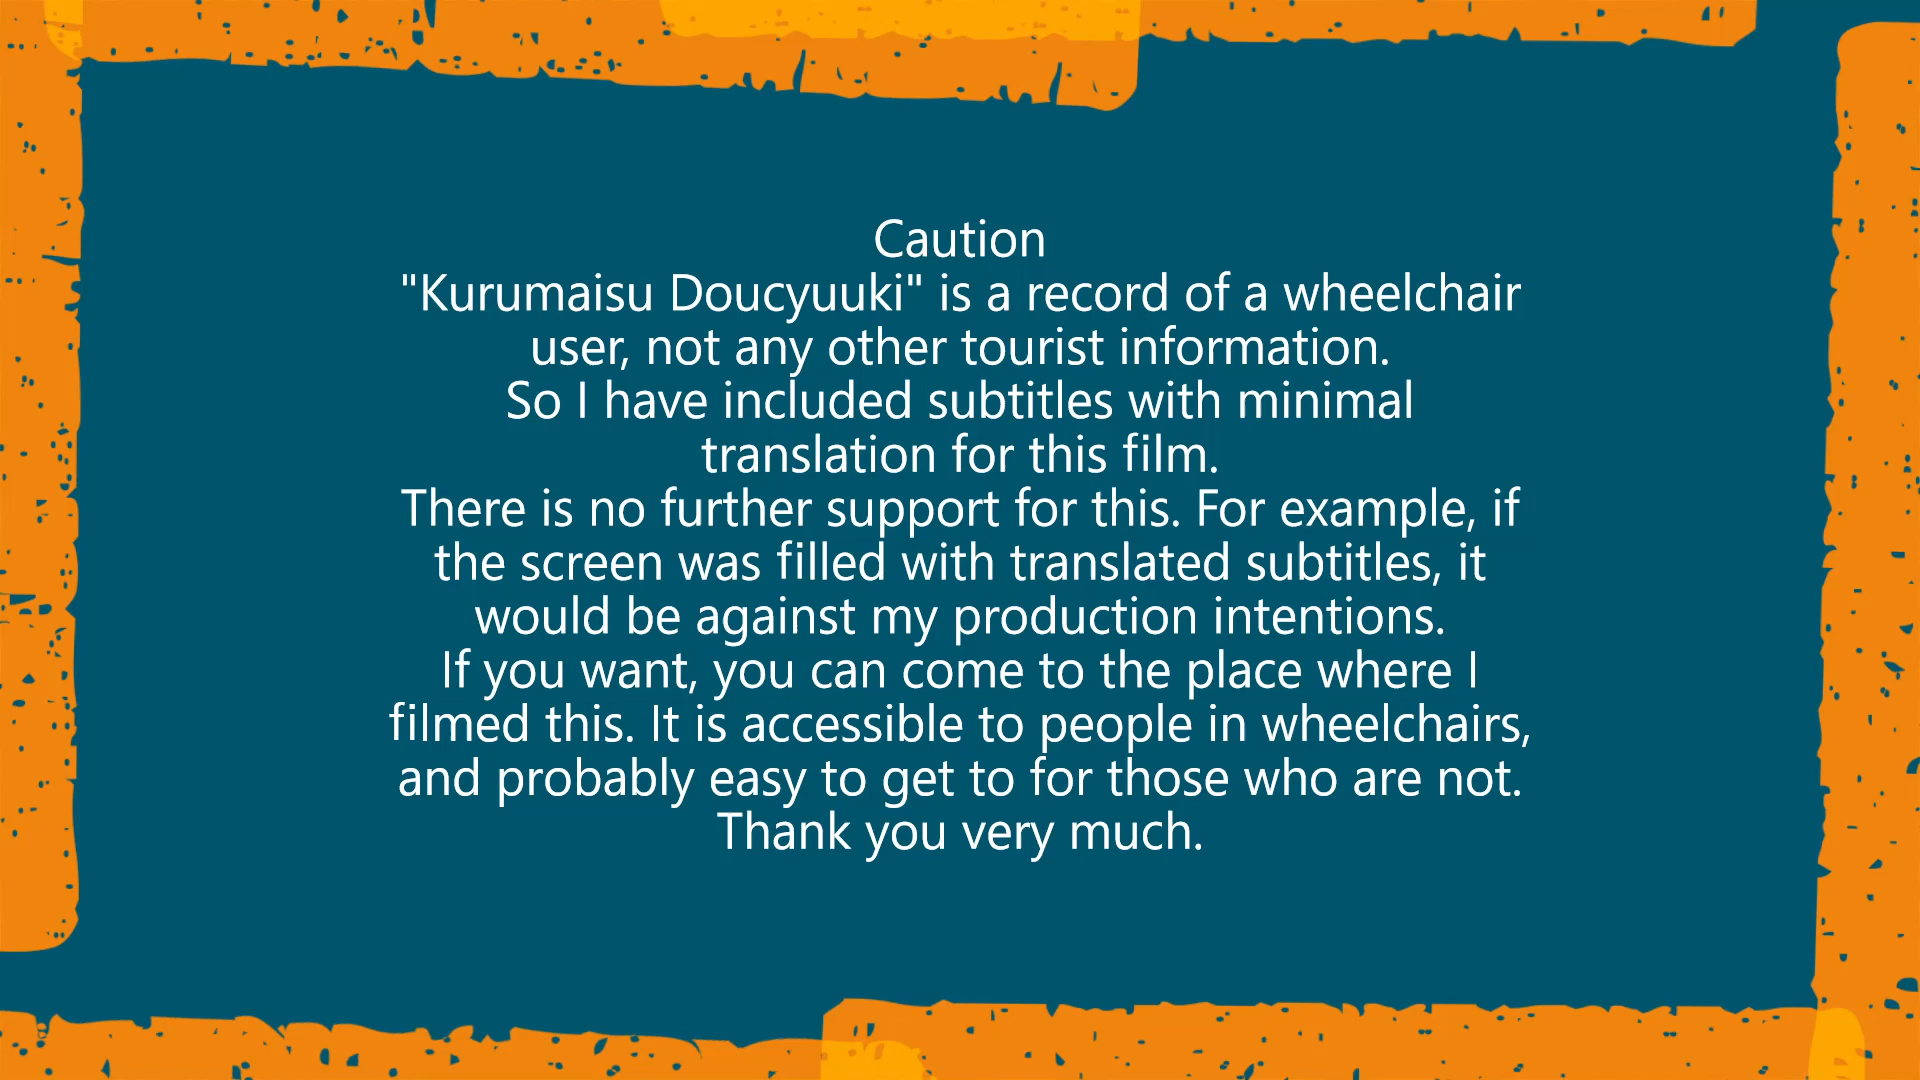 Caution
"Kurumaisu Doucyuuki" is a record of a wheelchair
user, not any other tourist information.
So I have included subtitles with minimal
translation for this film.
There is no further support for this. For example, if
the screen was filled with translated subtitles, it
would be against my production intentions.
If you want, you can come to the place where I
filmed this. It is accessible to people in wheelchairs,
and probably easy to get to for those who are not.
Thank you very much.